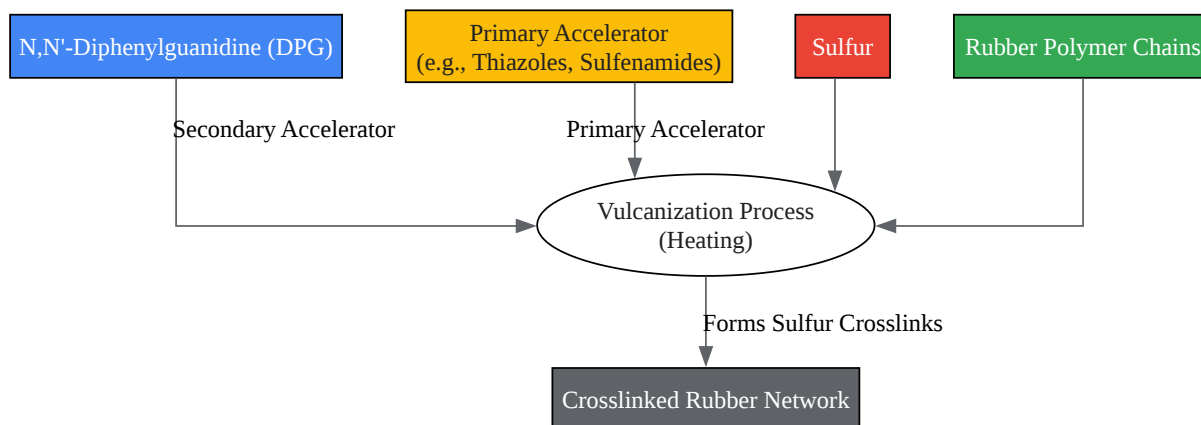 N,N'-Diphenylguanidine (DPG)
Primary Accelerator
(e.g., Thiazoles, Sulfenamides)
Sulfur
Rubber Polymer Chains
Secondary Accelerator
Primary Accelerator
Vulcanization Process
(Heating)
Forms Sulfur Crosslinks
Crosslinked Rubber Network